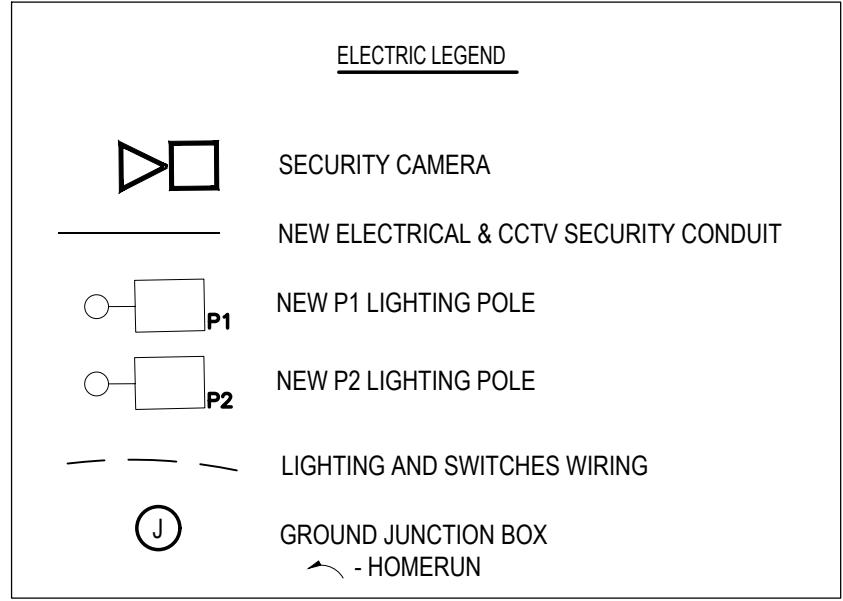 ELECTRIC LEGEND
SECURITY CAMERA
NEW ELECTRICAL & CCTV SECURITY CONDUIT
P1 NEW P1 LIGHTING POLE
P2 NEW P2 LIGHTING POLE
LIGHTING AND SWITCHES WIRING
J GROUND JUNCTION BOX
- HOMERUN